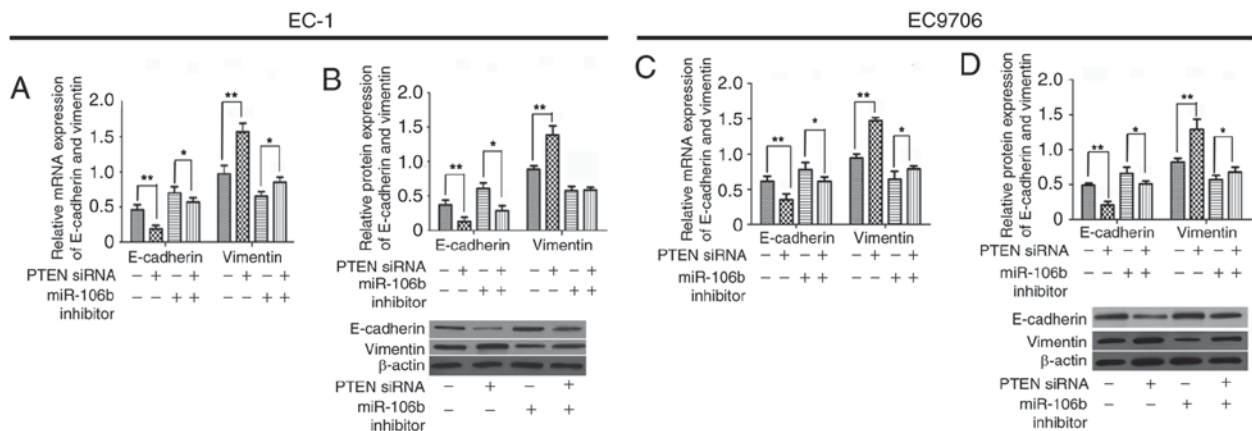 EC-1
EC9706
A
Relative mRNA expression
of E-cadherin and vimentin
2.0
1.5
1.0
0.5
0
**
*
**
*
E-cadherin Vimentin
PTEN siRNA − + − + − + − +
miR-106b − − + + − − + +
inhibitor
B
Relative protein expression
of E-cadherin and vimentin
2.0
1.5
1.0
0.5
0
**
*
**
E-cadherin Vimentin
PTEN siRNA − + − + − + − +
miR-106b − − + + − − + +
inhibitor
E-cadherin
Vimentin
β-actin
PTEN siRNA − + − +
miR-106b − − + +
inhibitor
C
Relative mRNA expression
of E-cadherin and vimentin
2.0
1.5
1.0
0.5
0
**
*
**
*
E-cadherin Vimentin
PTEN siRNA − + − + − + − +
miR-106b − − + + − − + +
inhibitor
D
Relative protein expression
of E-cadherin and vimentin
2.0
1.5
1.0
0.5
0
**
*
**
*
E-cadherin Vimentin
PTEN siRNA − + − + − + − +
miR-106b − − + + − − + +
inhibitor
E-cadherin
Vimentin
β-actin
PTEN siRNA − + − +
miR-106b − − + +
inhibitor